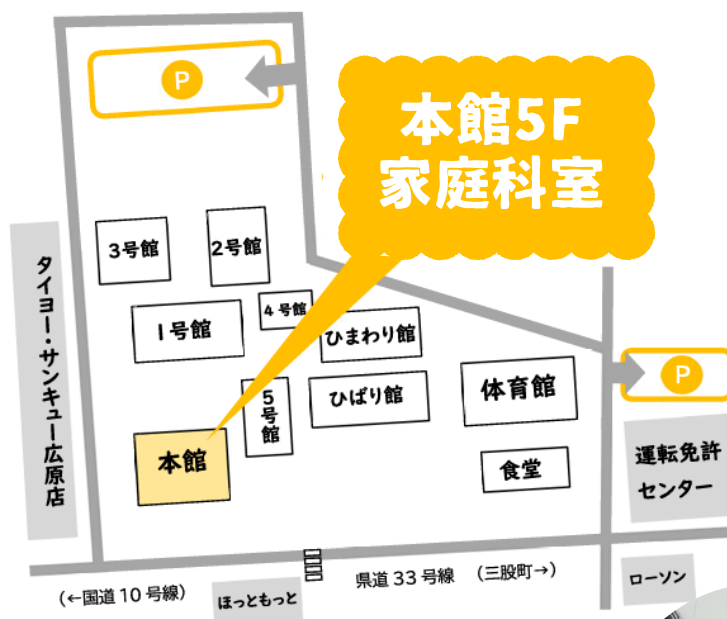 P
本館5F
家庭科室
3号館
2号館
4号館
1号館
ひまわり館
タイヨー・サンキュー広原店
5号館
ひばり館
体育館
P
本館
食堂
運転免許
センター
(←国道10号線)
ほっともっと
県道33号線 (三股町→)
ローソン